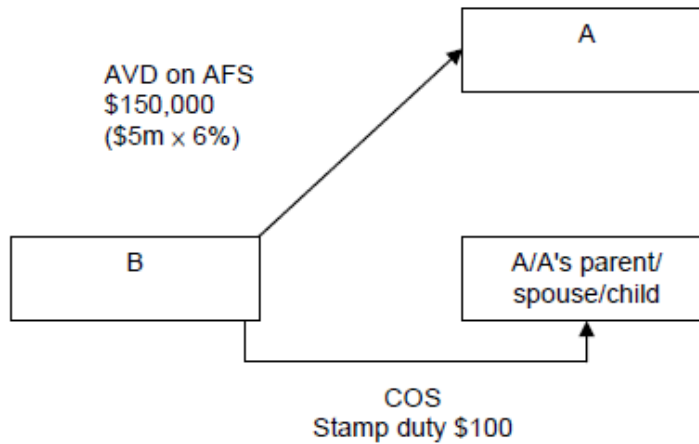 A
AVD on AFS
$150,000
($5m × 6%)
B
A/A's parent/
spouse/child
COS
Stamp duty $100